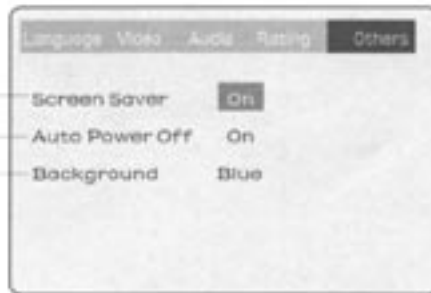 Language Video Audio Rating Others
Screen Saver On
Auto Power Off On
Background Blue